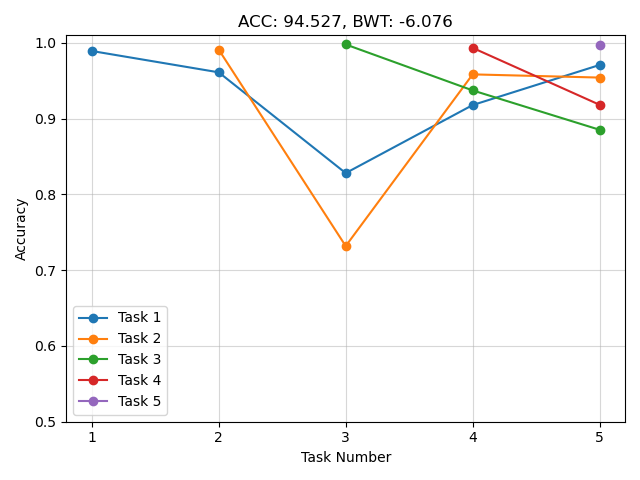 ACC: 94.527, BWT: -6.076
1.0
0.9
0.8
0.7
0.6
0.5
Accuracy
Task 1
Task 2
Task 3
Task 4
Task 5
1 2 3 4 5
Task Number